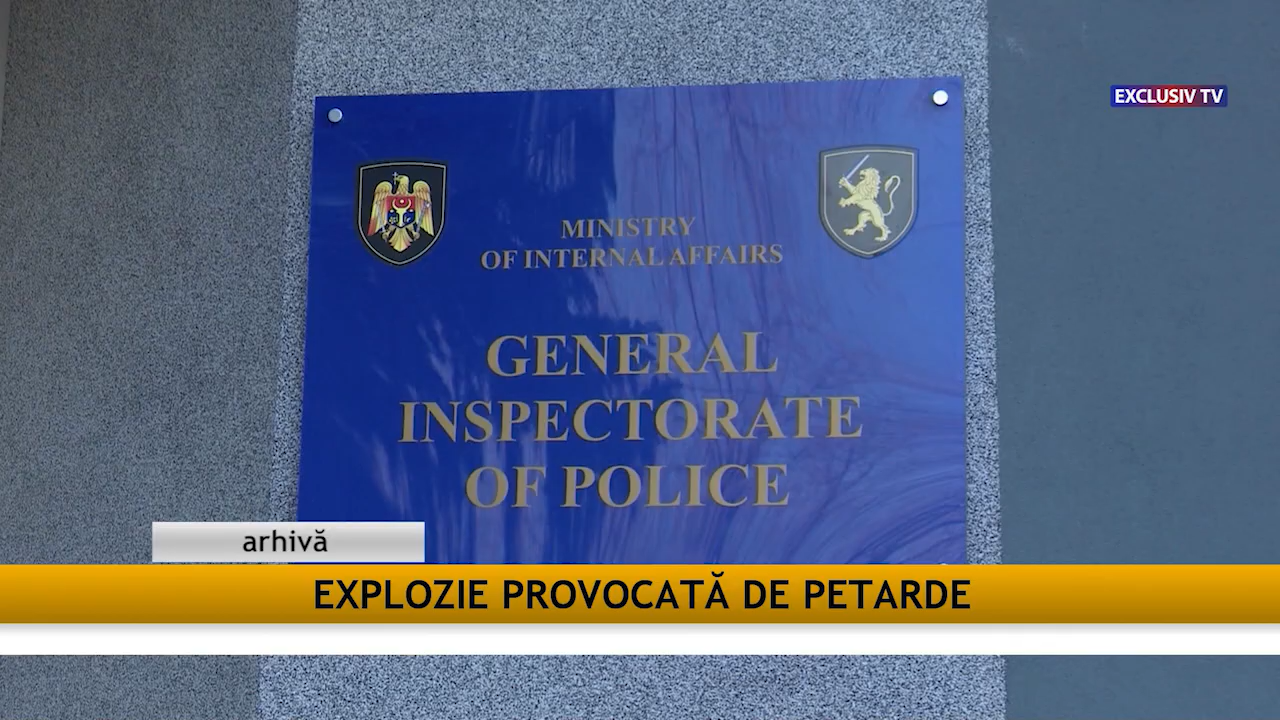 EXCLUSIV TV
MINISTRY
OF INTERNAL AFFAIRS
GENERAL
INSPECTORATE
OF POLICE
arhivă
EXPLOZIE PROVOCATĂ DE PETARDE